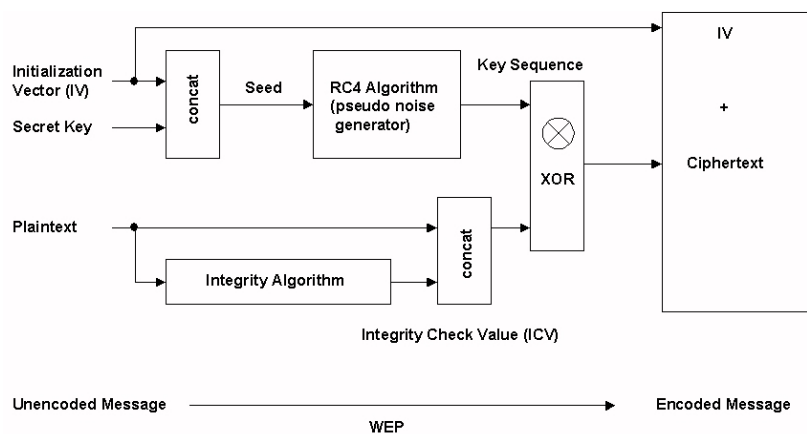 IV
Initialization
Vector (IV)
concat
Seed
RC4 Algorithm
(pseudo noise
generator)
Key Sequence
Secret Key
+
XOR
Ciphertext
Plaintext
concat
Integrity Algorithm
Integrity Check Value (ICV)
Unencoded Message
WEP
Encoded Message